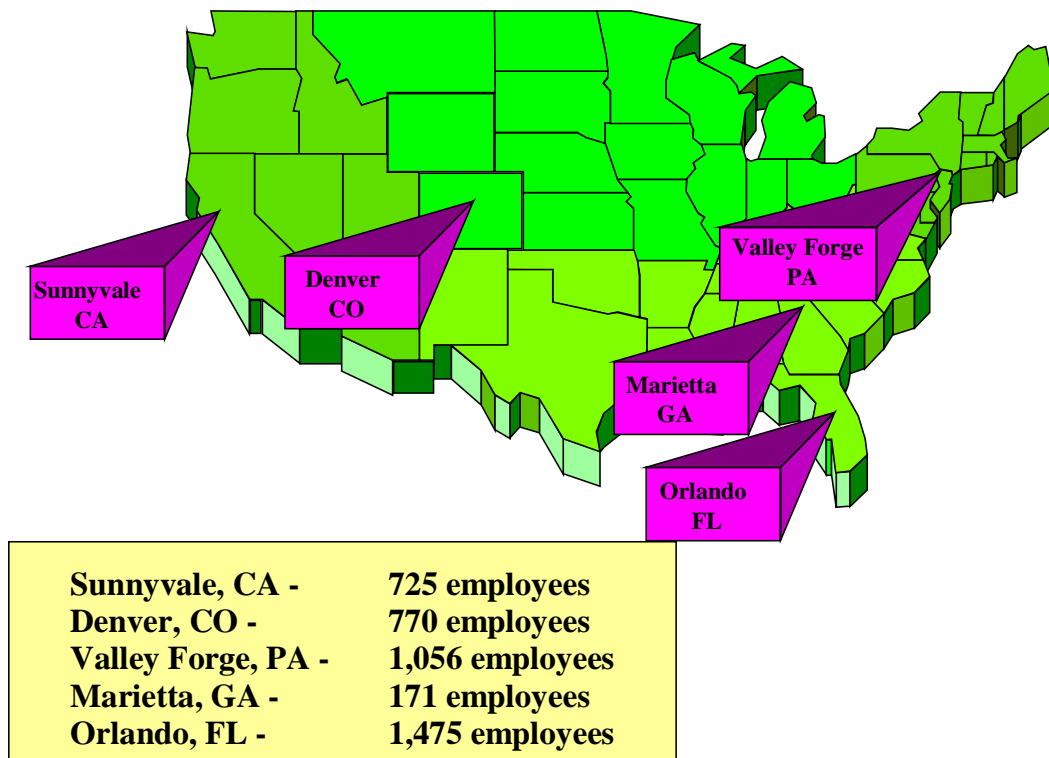 Valley Forge
PA
Sunnyvale
CA
Denver
CO
Marietta
GA
Orlando
FL
Sunnyvale, CA - 725 employees
Denver, CO - 770 employees
Valley Forge, PA - 1,056 employees
Marietta, GA - 171 employees
Orlando, FL - 1,475 employees